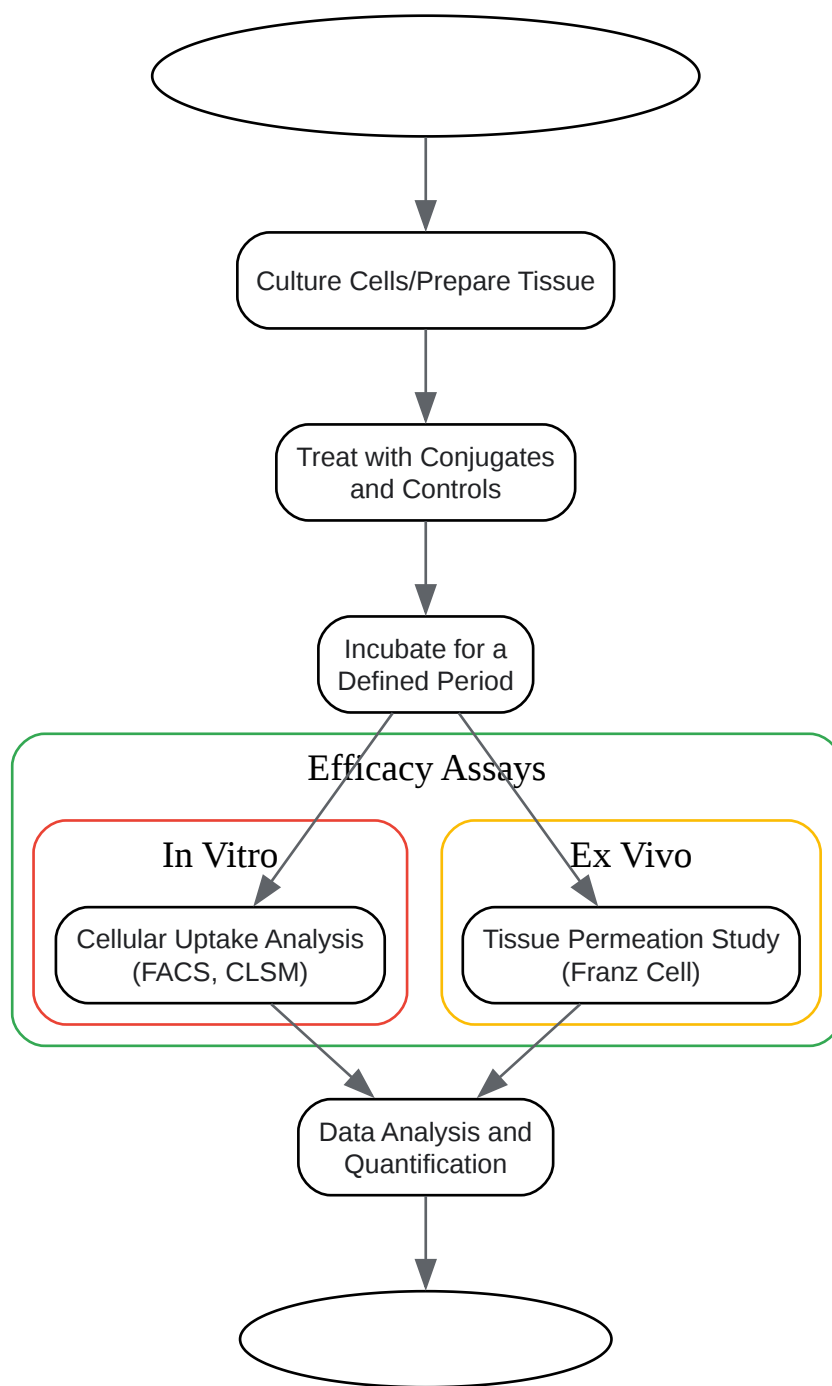 Culture Cells/Prepare Tissue
Treat with Conjugates
and Controls
Incubate for a
Defined Period
Efficacy Assays
In Vitro
Cellular Uptake Analysis
(FACS, CLSM)
Ex Vivo
Tissue Permeation Study
(Franz Cell)
Data Analysis and
Quantification